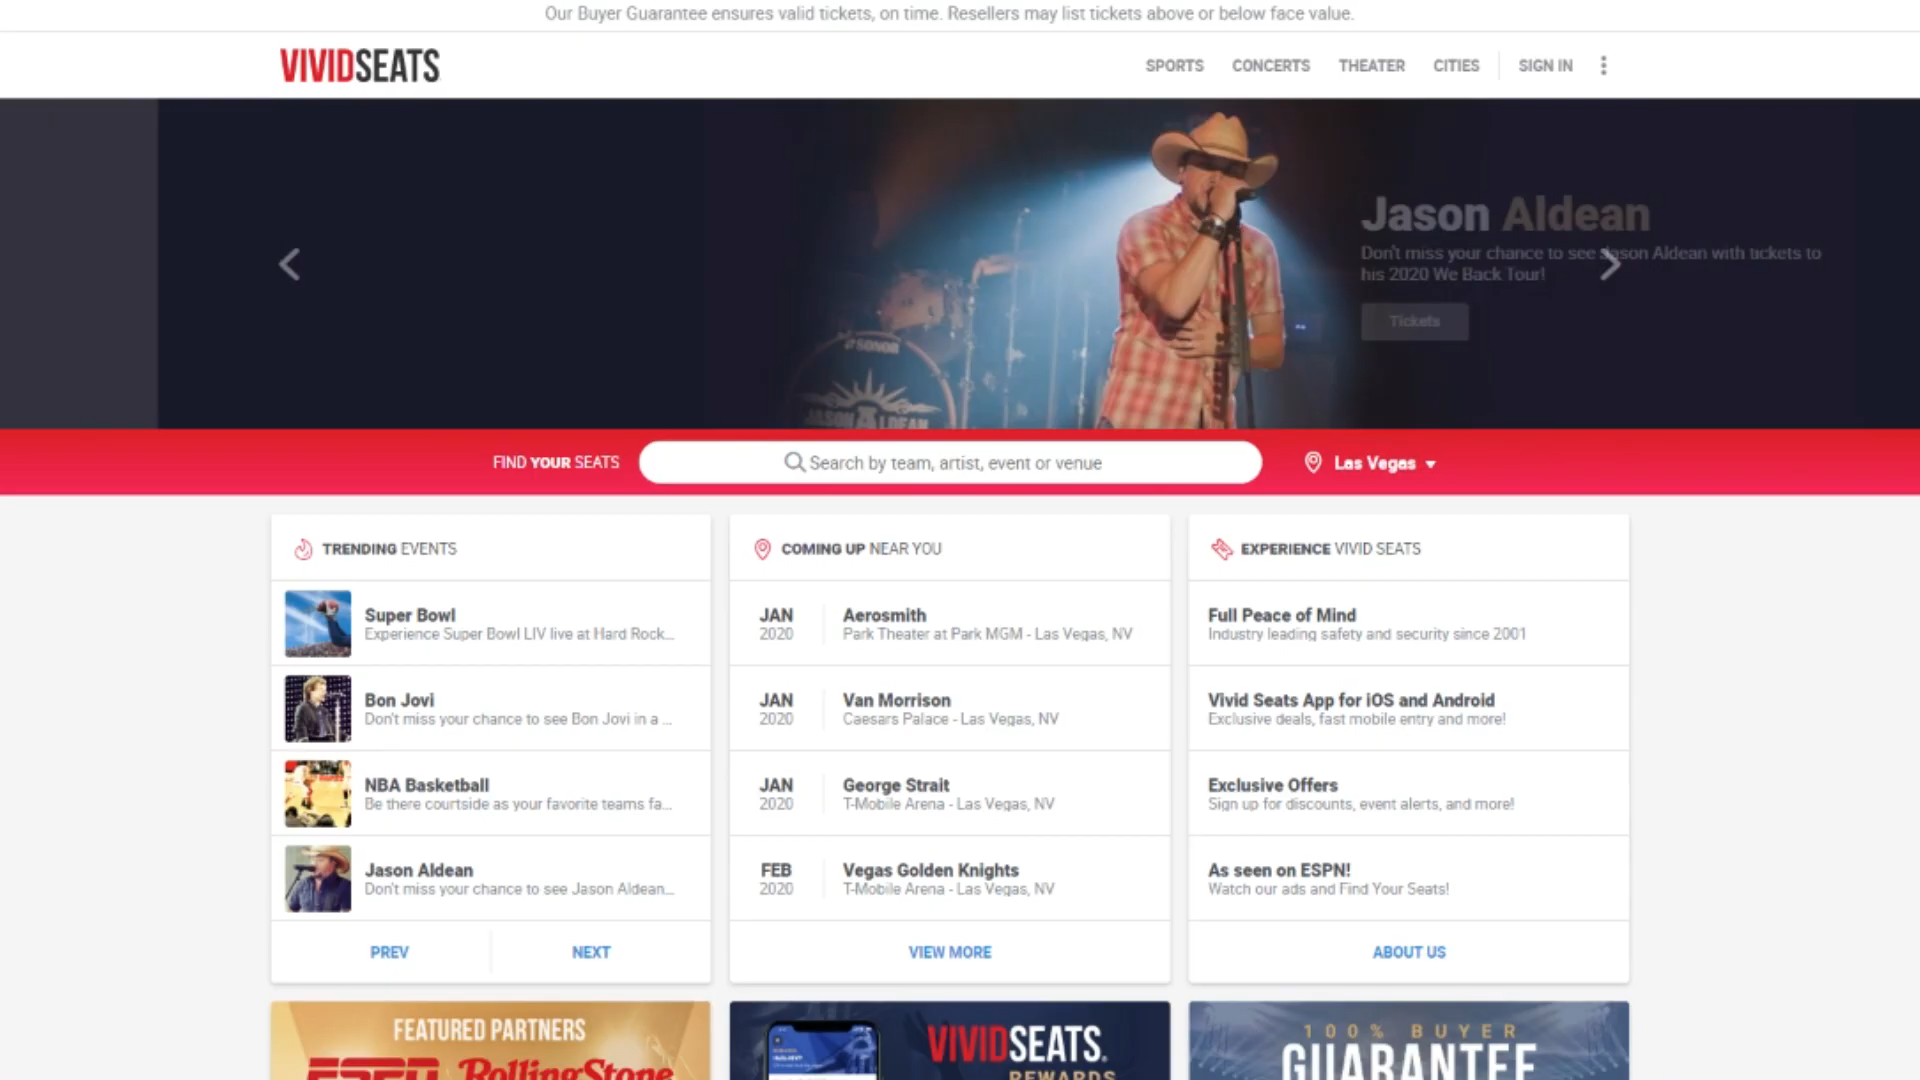 Our Buyer Guarantee ensures valid tickets, on time. Resellers may list tickets above or below face value.
VIVIDSEATS
SPORTS CONCERTS THEATER CITIES SIGN IN
Jason Aldean
Don't miss your chance to see Jason Aldean with tickets to
his 2020 We Back Tour!
Tickets
SONOR
JASON ALDEAN
FIND YOUR SEATS
Search by team, artist, event or venue
Las Vegas
TRENDING EVENTS
Super Bowl
Experience Super Bowl LIV live at Hard Rock...
Bon Jovi
Don't miss your chance to see Bon Jovi in a ...
NBA Basketball
Be there courtside as your favorite teams fa...
Jason Aldean
Don't miss your chance to see Jason Aldean...
PREV NEXT
COMING UP NEAR YOU
JAN
2020
Aerosmith
Park Theater at Park MGM - Las Vegas, NV
JAN
2020
Van Morrison
Caesars Palace - Las Vegas, NV
JAN
2020
George Strait
T-Mobile Arena - Las Vegas, NV
FEB
2020
Vegas Golden Knights
T-Mobile Arena - Las Vegas, NV
VIEW MORE
EXPERIENCE VIVID SEATS
Full Peace of Mind
Industry leading safety and security since 2001
Vivid Seats App for iOS and Android
Exclusive deals, fast mobile entry and more!
Exclusive Offers
Sign up for discounts, event alerts, and more!
As seen on ESPN!
Watch our ads and Find Your Seats!
ABOUT US
FEATURED PARTNERS
ESPN RollingStone
VIVIDSEATS®
REWARDS
100% BUYER
GUARANTEE